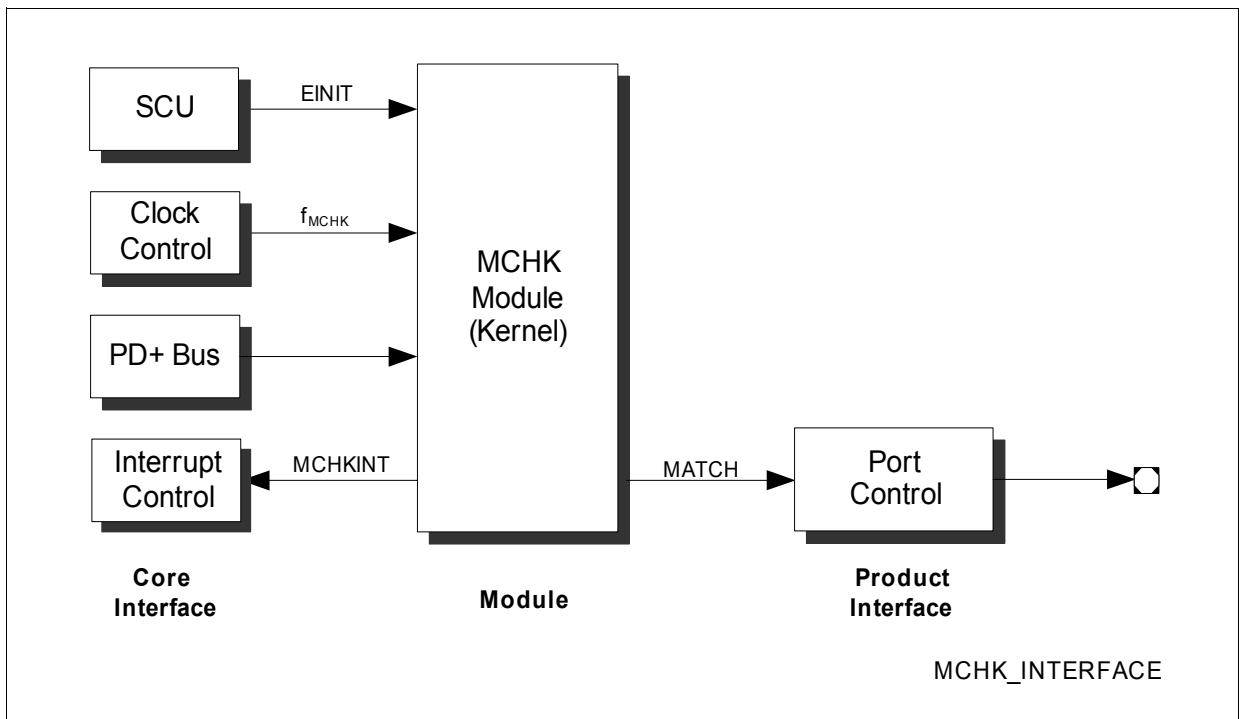 SCU
EINIT
Clock
Control
fMCHK
PD+ Bus
Interrupt
Control
MCHKINT
MCHK
Module
(Kernel)
MATCH
Port
Control
Core
Interface
Module
Product
Interface
MCHK_INTERFACE